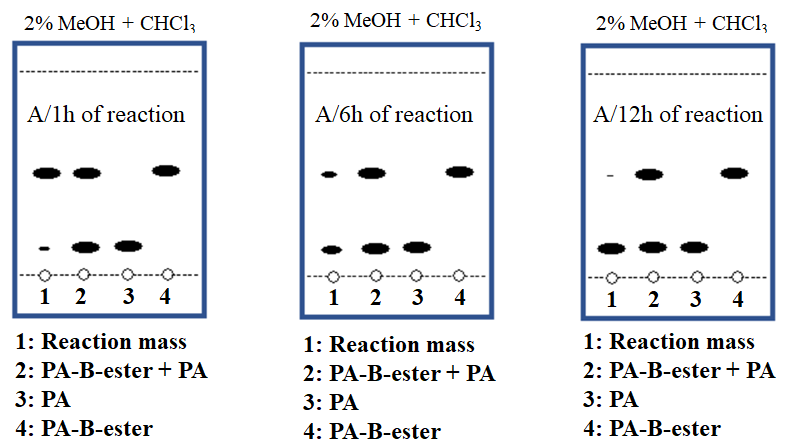 2% MeOH + CHCl₃
A/1h of reaction
1 2 3 4
1: Reaction mass
2: PA-B-ester + PA
3: PA
4: PA-B-ester
2% MeOH + CHCl₃
A/6h of reaction
1 2 3 4
1: Reaction mass
2: PA-B-ester + PA
3: PA
4: PA-B-ester
2% MeOH + CHCl₃
A/12h of reaction
1 2 3 4
1: Reaction mass
2: PA-B-ester + PA
3: PA
4: PA-B-ester